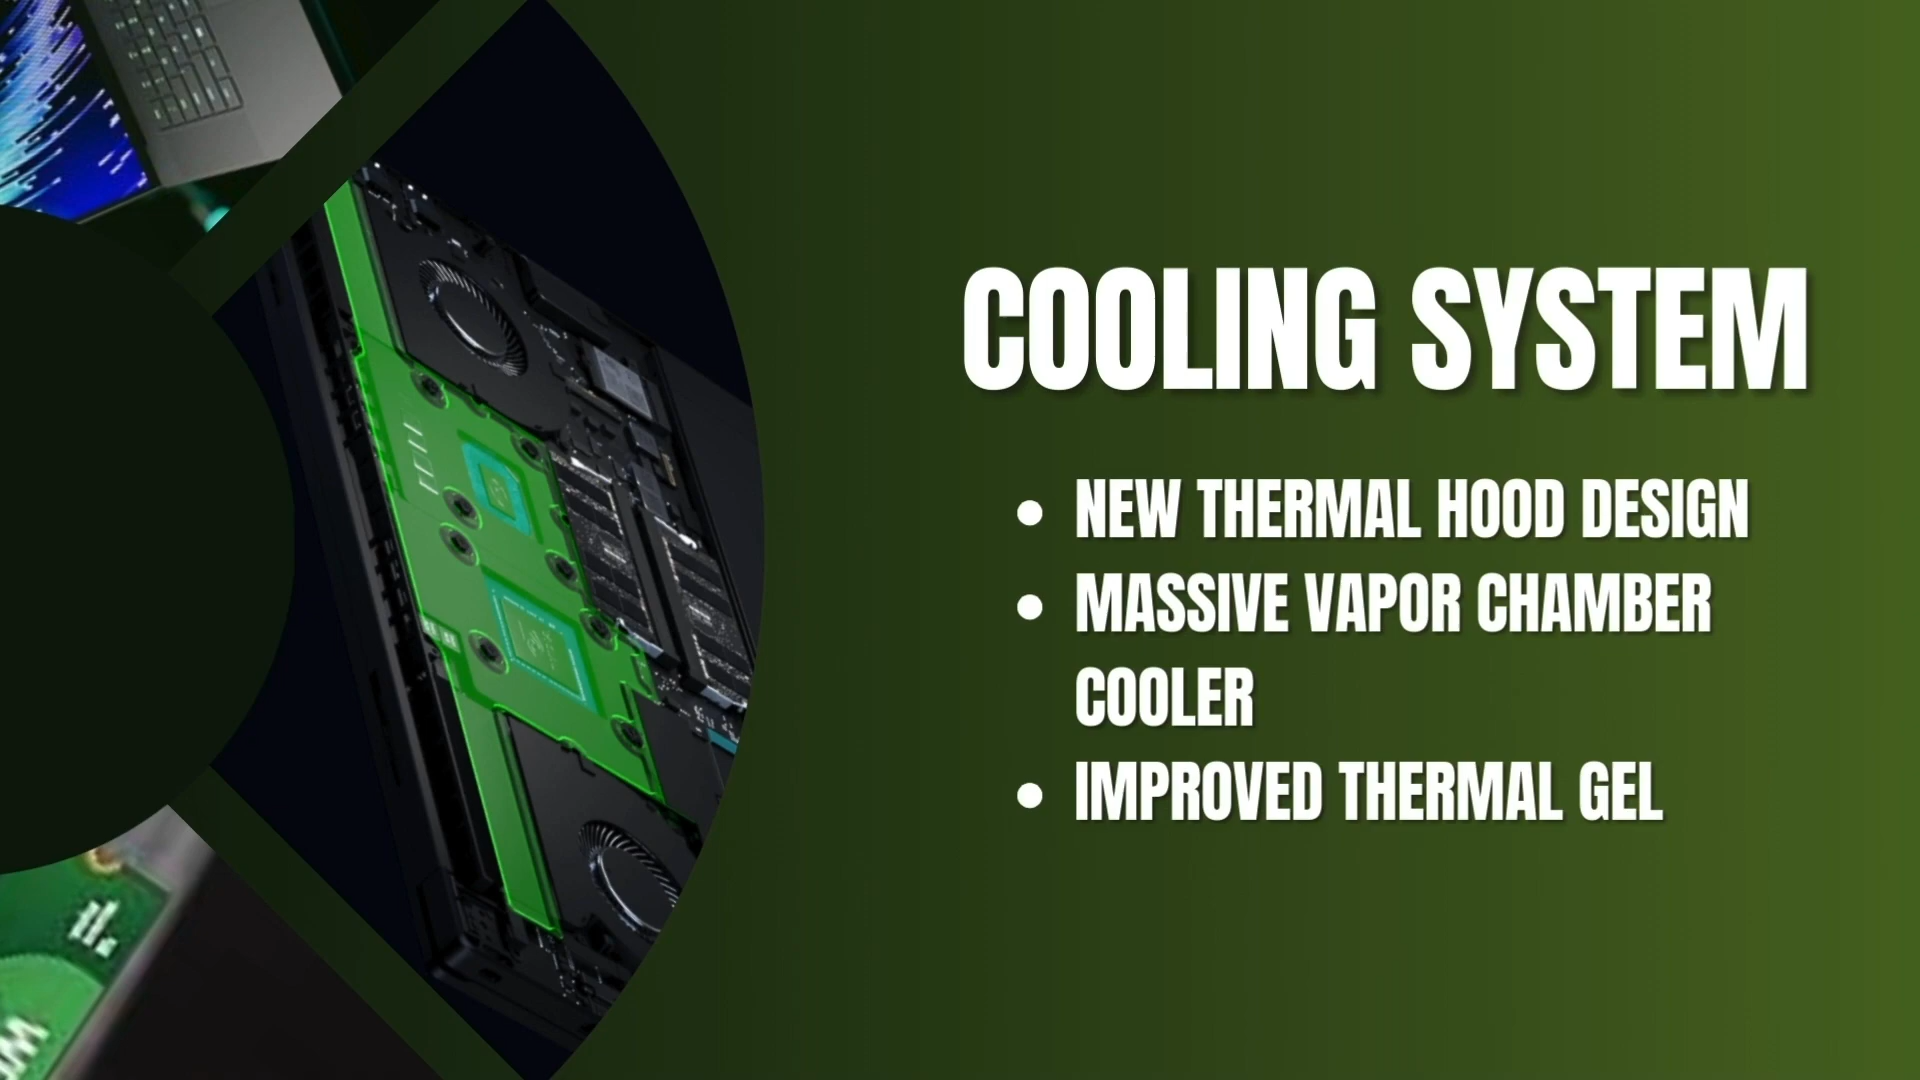 COOLING SYSTEM
• NEW THERMAL HOOD DESIGN
• MASSIVE VAPOR CHAMBER
COOLER
• IMPROVED THERMAL GEL